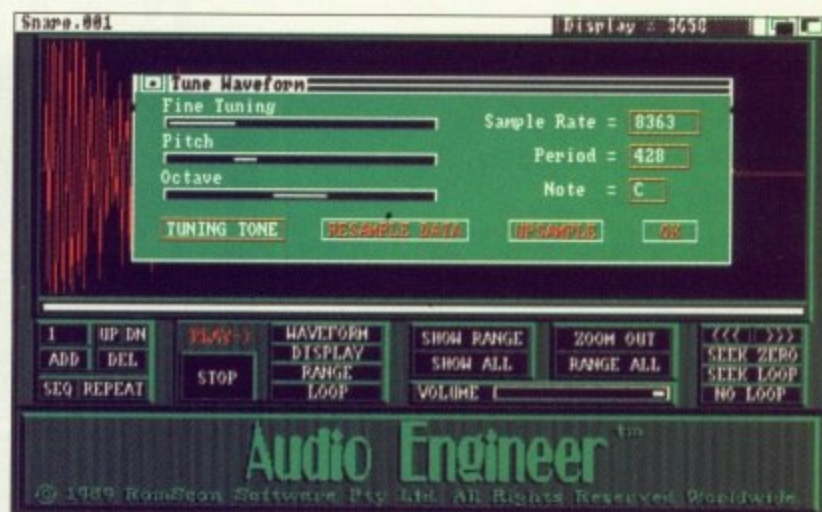 Snare.001 Display = 3650
Tune Waveform
Fine Tuning
Sample Rate = 8363
Pitch
Period = 428
Octave
Note = C
TUNING TONE RESAMPLE DATA UPSAMPLE OK
1 UP DN PLAY-> WAVEFORM SHOW RANGE ZOOM OUT <<< >>>
ADD DEL STOP DISPLAY SHOW ALL RANGE ALL SEEK ZERO
RANGE SEEK LOOP
SEQ REPEAT LOOP VOLUME NO LOOP
Audio Engineer tm
© 1989 RamScan Software Pty Ltd. All Rights Reserved Worldwide.